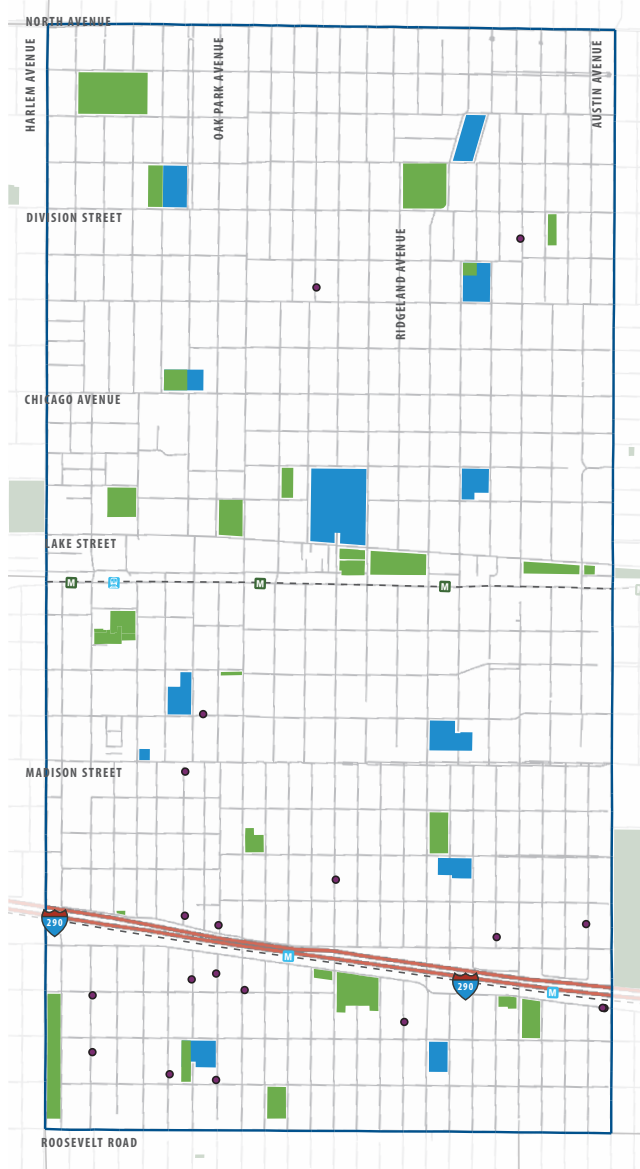 NORTH AVENUE
HARLEM AVENUE
OAK PARK AVENUE
AUSTIN AVENUE
DIVISION STREET
RIDGELAND AVENUE
CHICAGO AVENUE
LAKE STREET
M
M
M
MADISON STREET
290
M
290
M
ROOSEVELT ROAD